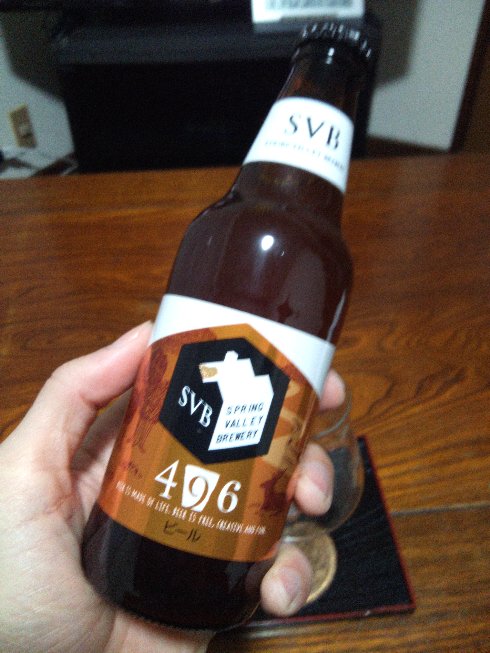 SVB
SPRING VALLEY BREWERY
SVB
SPRING
VALLEY
BREWERY
496
BEER IS MADE OF LIFE. BEER IS FREE, CREATIVE AND FUN.
ビール